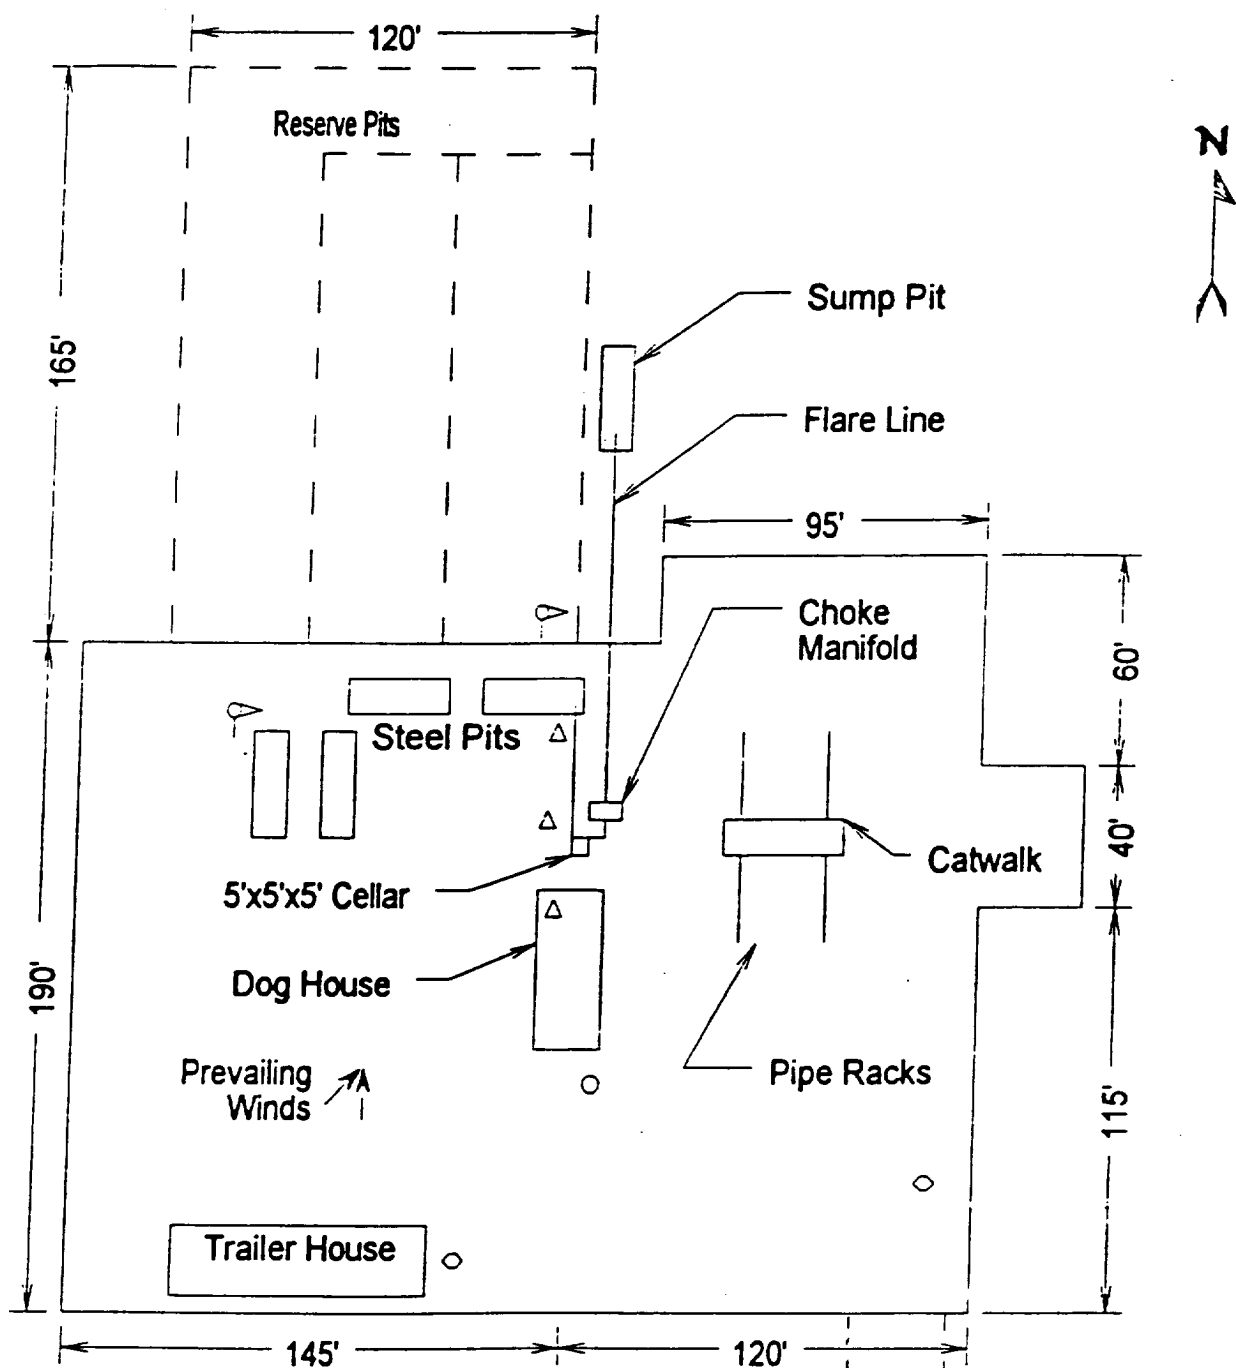 120'
Reserve Pits
N
Sump Pit
165'
Flare Line
95'
Choke
Manifold
60'
Steel Pits
40'
Catwalk
5'x5'x5' Cellar
Dog House
190'
Prevailing
Winds
Pipe Racks
115'
Trailer House
145'
120'